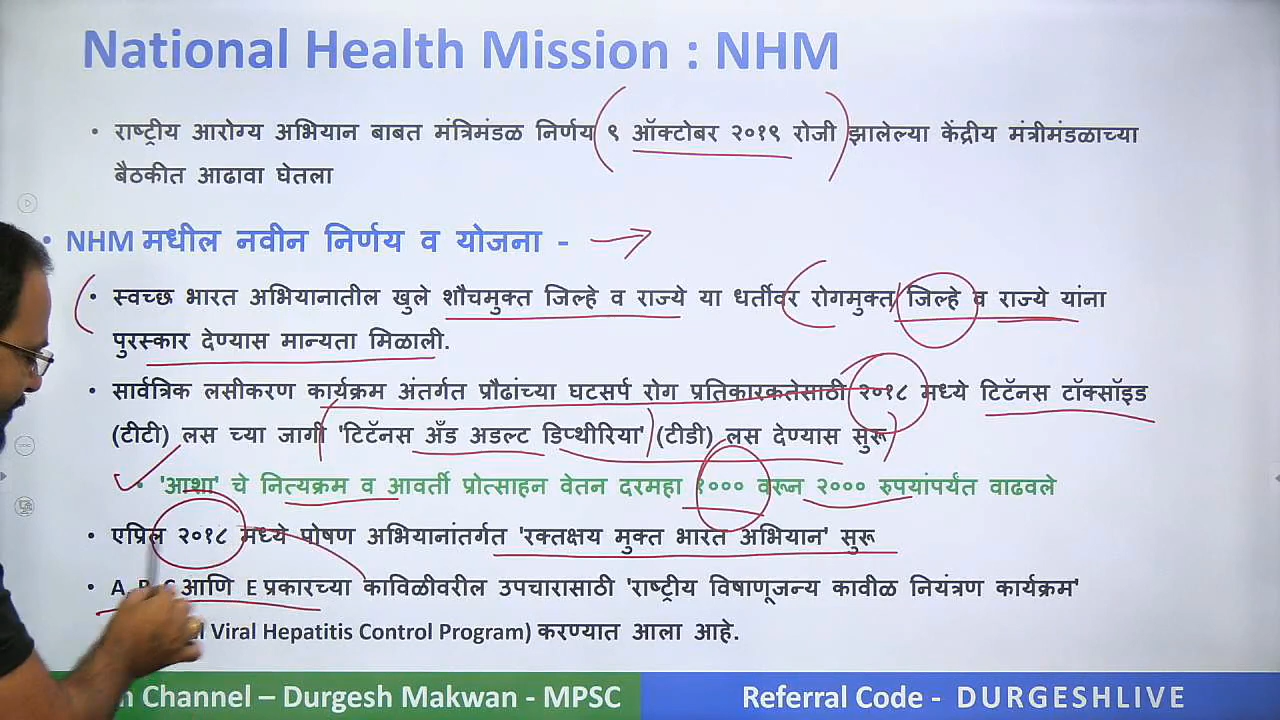 National Health Mission : NHM
• राष्ट्रीय आरोग्य अभियान बाबत मंत्रिमंडळ निर्णय ९ ऑक्टोबर २०१९ रोजी झालेल्या केंद्रीय मंत्रीमंडळाच्या
बैठकीत आढावा घेतला
• NHM मधील नवीन निर्णय व योजना -
• स्वच्छ भारत अभियानातील खुले शौचमुक्त जिल्हे व राज्ये या धर्तीवर रोगमुक्त जिल्हे व राज्ये यांना
पुरस्कार देण्यास मान्यता मिळाली.
• सार्वत्रिक लसीकरण कार्यक्रम अंतर्गत प्रौढांच्या घटसर्प रोग प्रतिकारकतेसाठी २०१८ मध्ये टिटॅनस टॉक्सॉइड
(टीटी) लस च्या जागी 'टिटॅनस अँड अडल्ट डिप्थीरिया' (टीडी) लस देण्यास सुरू
• 'आशा' चे नित्यक्रम व आवर्ती प्रोत्साहन वेतन दरमहा १००० वरून २००० रुपयांपर्यंत वाढवले
• एप्रिल २०१८ मध्ये पोषण अभियानांतर्गत 'रक्तक्षय मुक्त भारत अभियान' सुरू
• A, B, C आणि E प्रकारच्या काविळीवरील उपचारासाठी 'राष्ट्रीय विषाणूजन्य कावीळ नियंत्रण कार्यक्रम'
Viral Hepatitis Control Program) करण्यात आला आहे.
Channel – Durgesh Makwan - MPSC
Referral Code - DURGESHLIVE